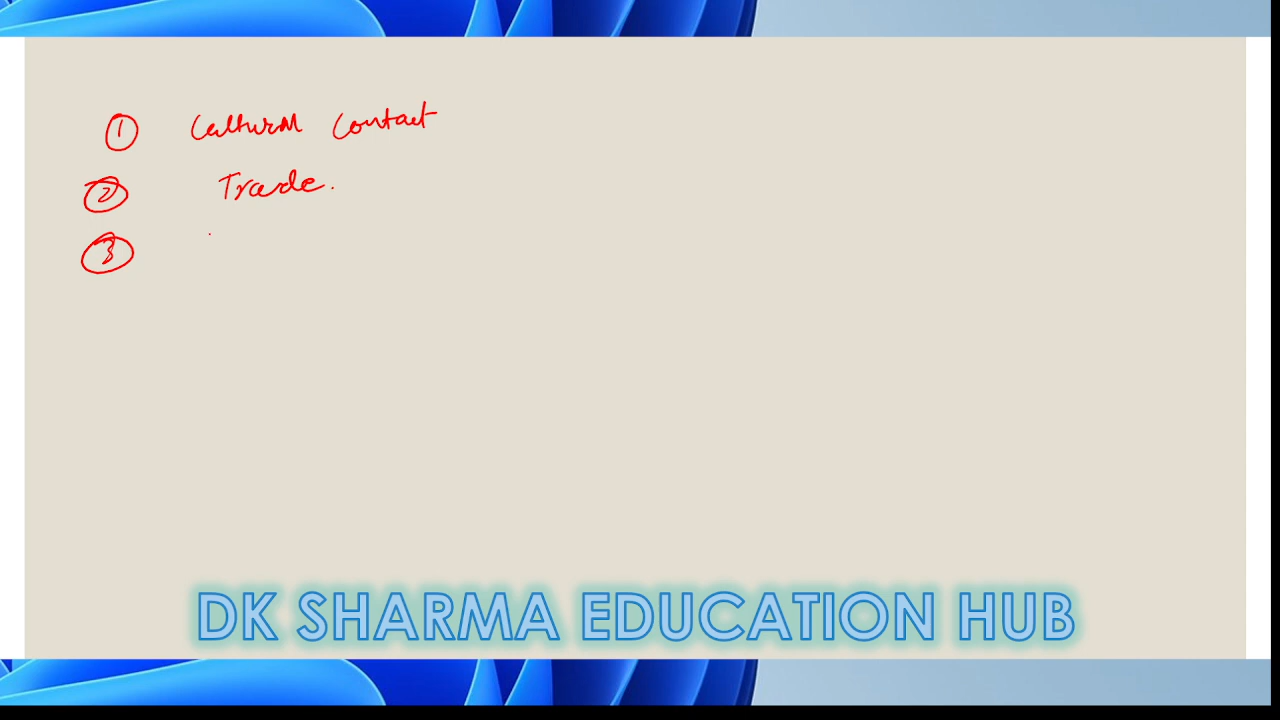 ① Cultural Contact
② Trade.
③
DK SHARMA EDUCATION HUB